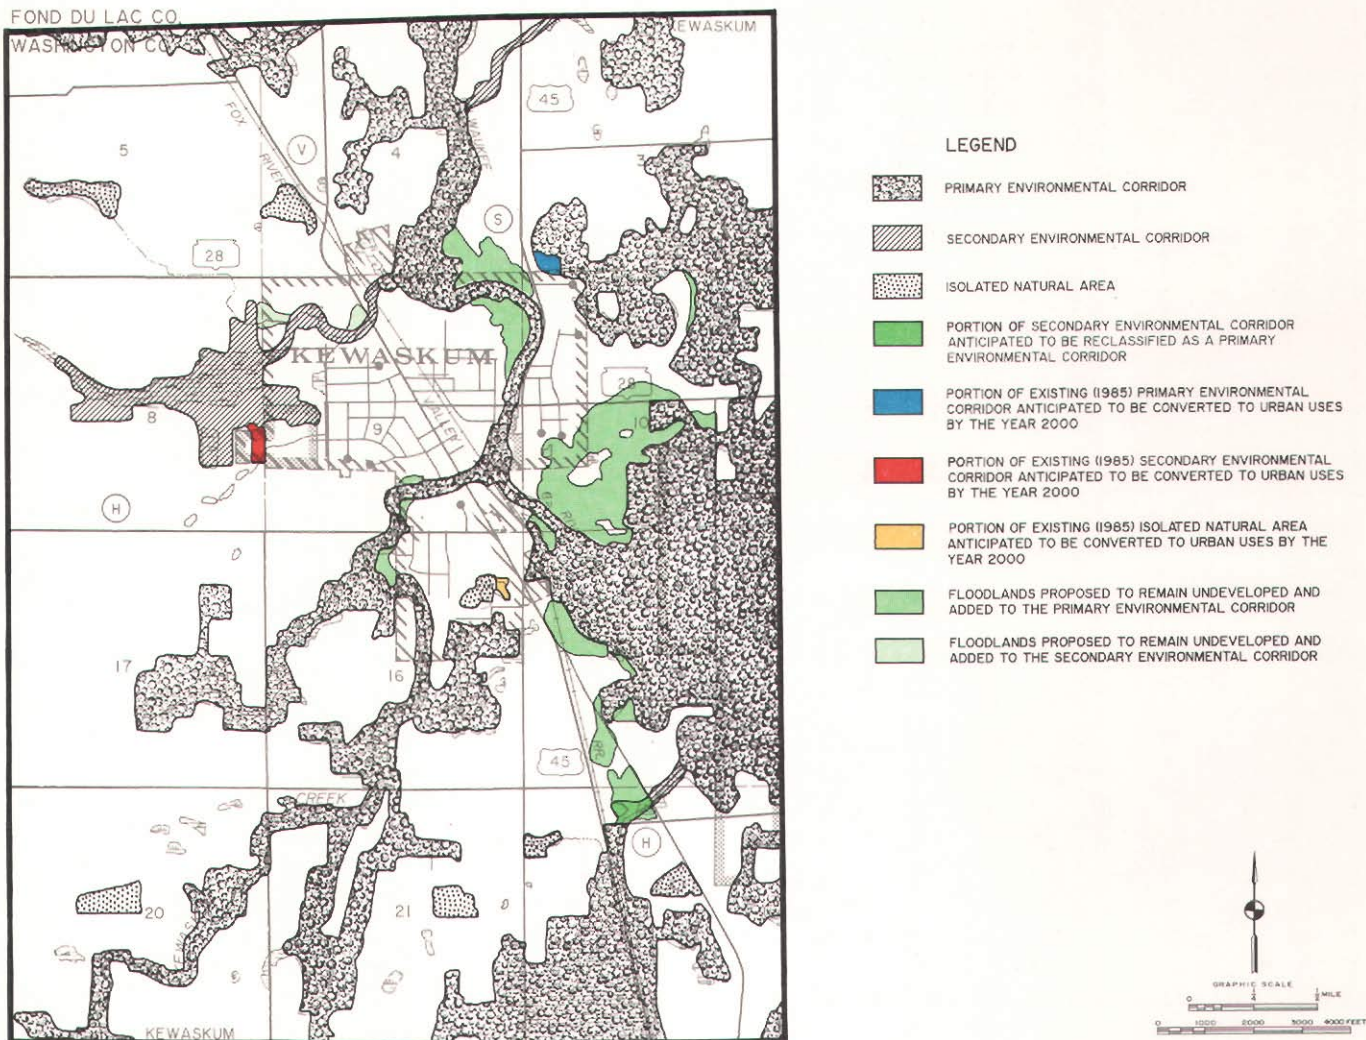 FOND DU LAC CO.
WASHINGTON CO.
KEWASKUM
45
FOX
V
4
3
5
RIVER
S
28
KEWASKUM
28
8
9
VALLEY
10
H
RR
17
16
45
RR
CREEK
H
20
21
KEWASKUM
LEGEND
PRIMARY ENVIRONMENTAL CORRIDOR
SECONDARY ENVIRONMENTAL CORRIDOR
ISOLATED NATURAL AREA
PORTION OF SECONDARY ENVIRONMENTAL CORRIDOR
ANTICIPATED TO BE RECLASSIFIED AS A PRIMARY
ENVIRONMENTAL CORRIDOR
PORTION OF EXISTING (1985) PRIMARY ENVIRONMENTAL
CORRIDOR ANTICIPATED TO BE CONVERTED TO URBAN USES
BY THE YEAR 2000
PORTION OF EXISTING (1985) SECONDARY ENVIRONMENTAL
CORRIDOR ANTICIPATED TO BE CONVERTED TO URBAN USES
BY THE YEAR 2000
PORTION OF EXISTING (1985) ISOLATED NATURAL AREA
ANTICIPATED TO BE CONVERTED TO URBAN USES BY THE
YEAR 2000
FLOODLANDS PROPOSED TO REMAIN UNDEVELOPED AND
ADDED TO THE PRIMARY ENVIRONMENTAL CORRIDOR
FLOODLANDS PROPOSED TO REMAIN UNDEVELOPED AND
ADDED TO THE SECONDARY ENVIRONMENTAL CORRIDOR
GRAPHIC SCALE
0 1/4 1/2 MILE
0 1000 2000 3000 4000 FEET